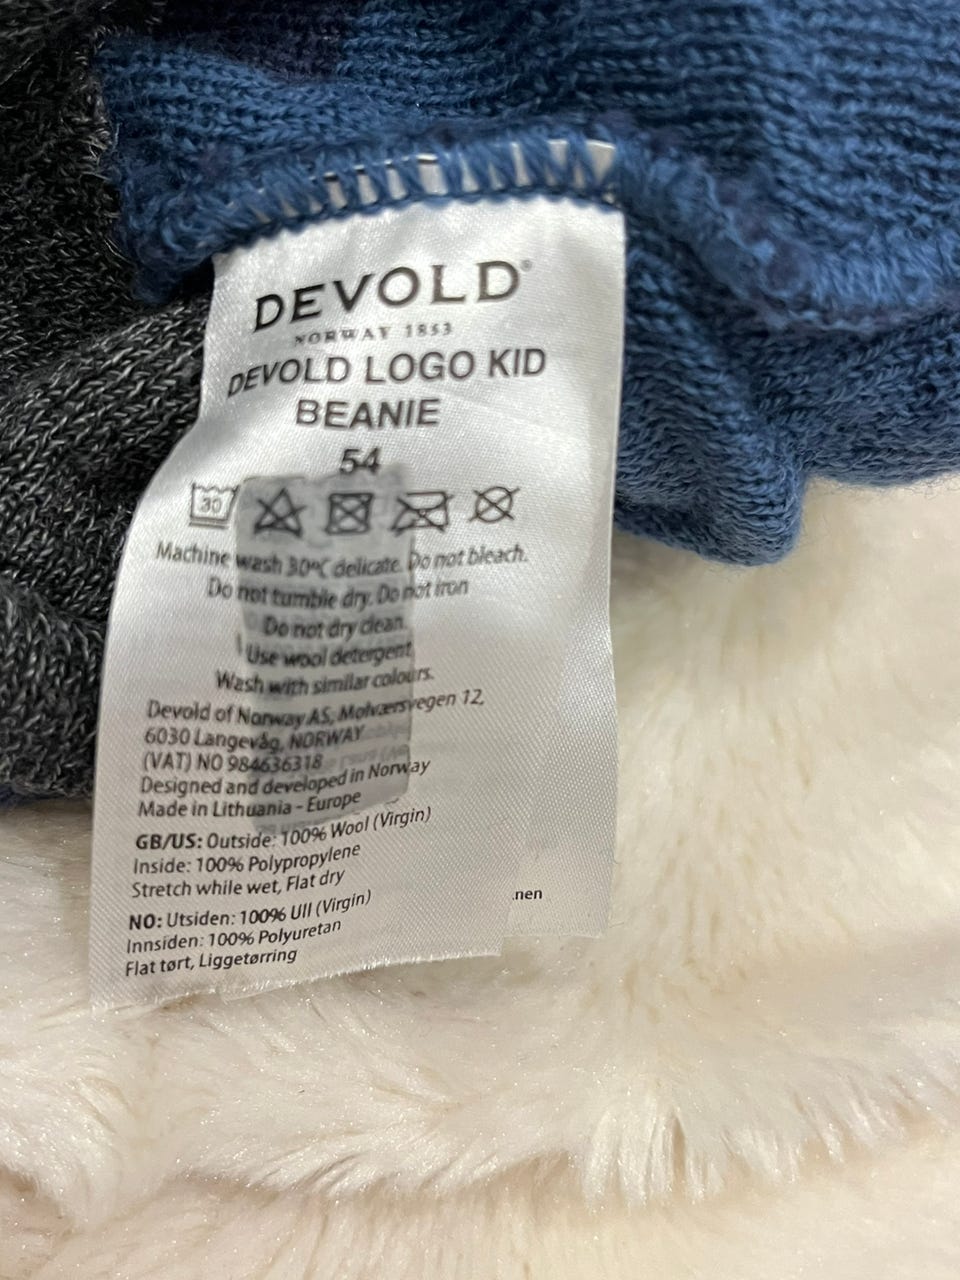 DEVOLD®
NORWAY 1853
DEVOLD LOGO KID
BEANIE
54
30
Machine wash 30°C delicate. Do not bleach.
Do not tumble dry. Do not iron
Do not dry clean.
Use wool detergent
Wash with similar colours.
Devold of Norway AS, Molværsvegen 12,
6030 Langevåg, NORWAY
(VAT) NO 984636318
Designed and developed in Norway
Made in Lithuania - Europe
GB/US: Outside: 100% Wool (Virgin)
Inside: 100% Polypropylene
Stretch while wet, Flat dry
NO: Utsiden: 100% Ull (Virgin)
Innsiden: 100% Polyuretan
Flat tørt, Liggetørring
.nen